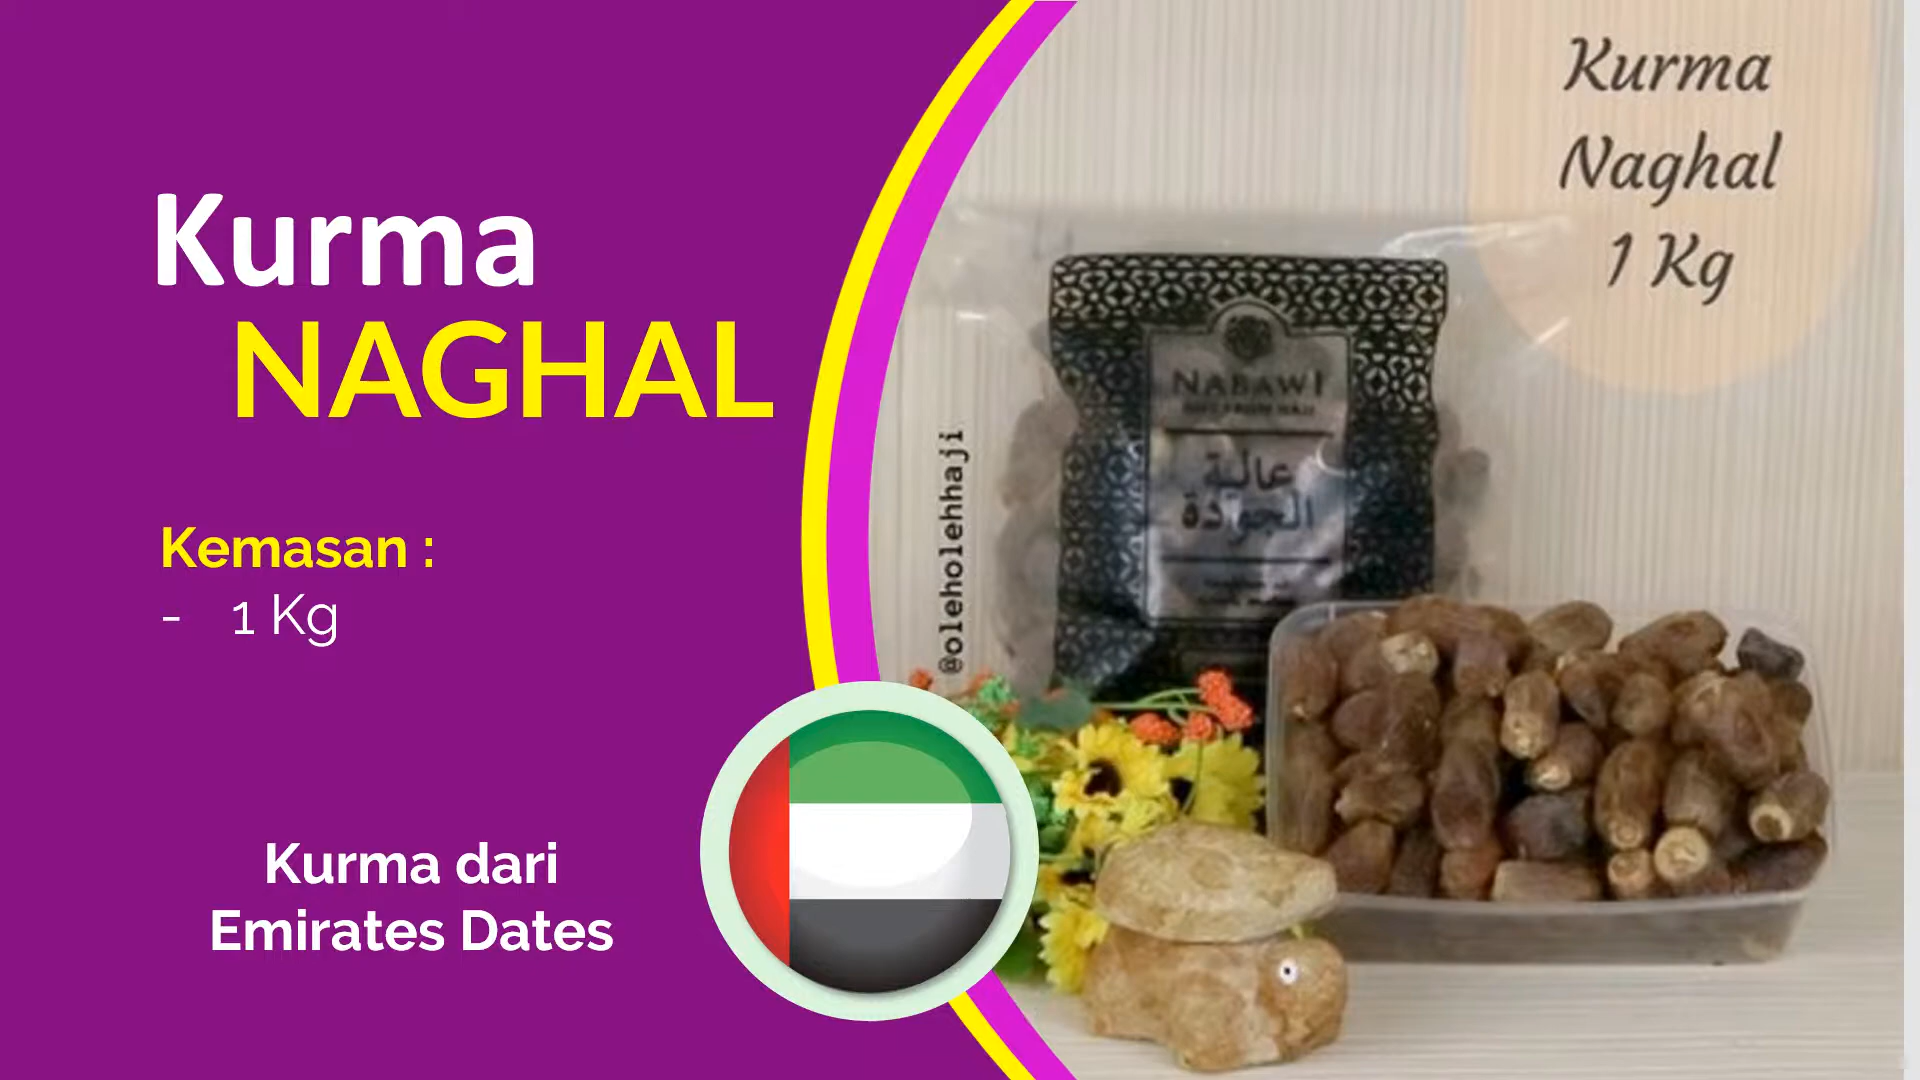 Kurma
NAGHAL
Kemasan :
- 1 Kg
Kurma dari
Emirates Dates
Kurma
Naghal
1 Kg
@oleholehhaji
NABAWI
عالية
الجودة